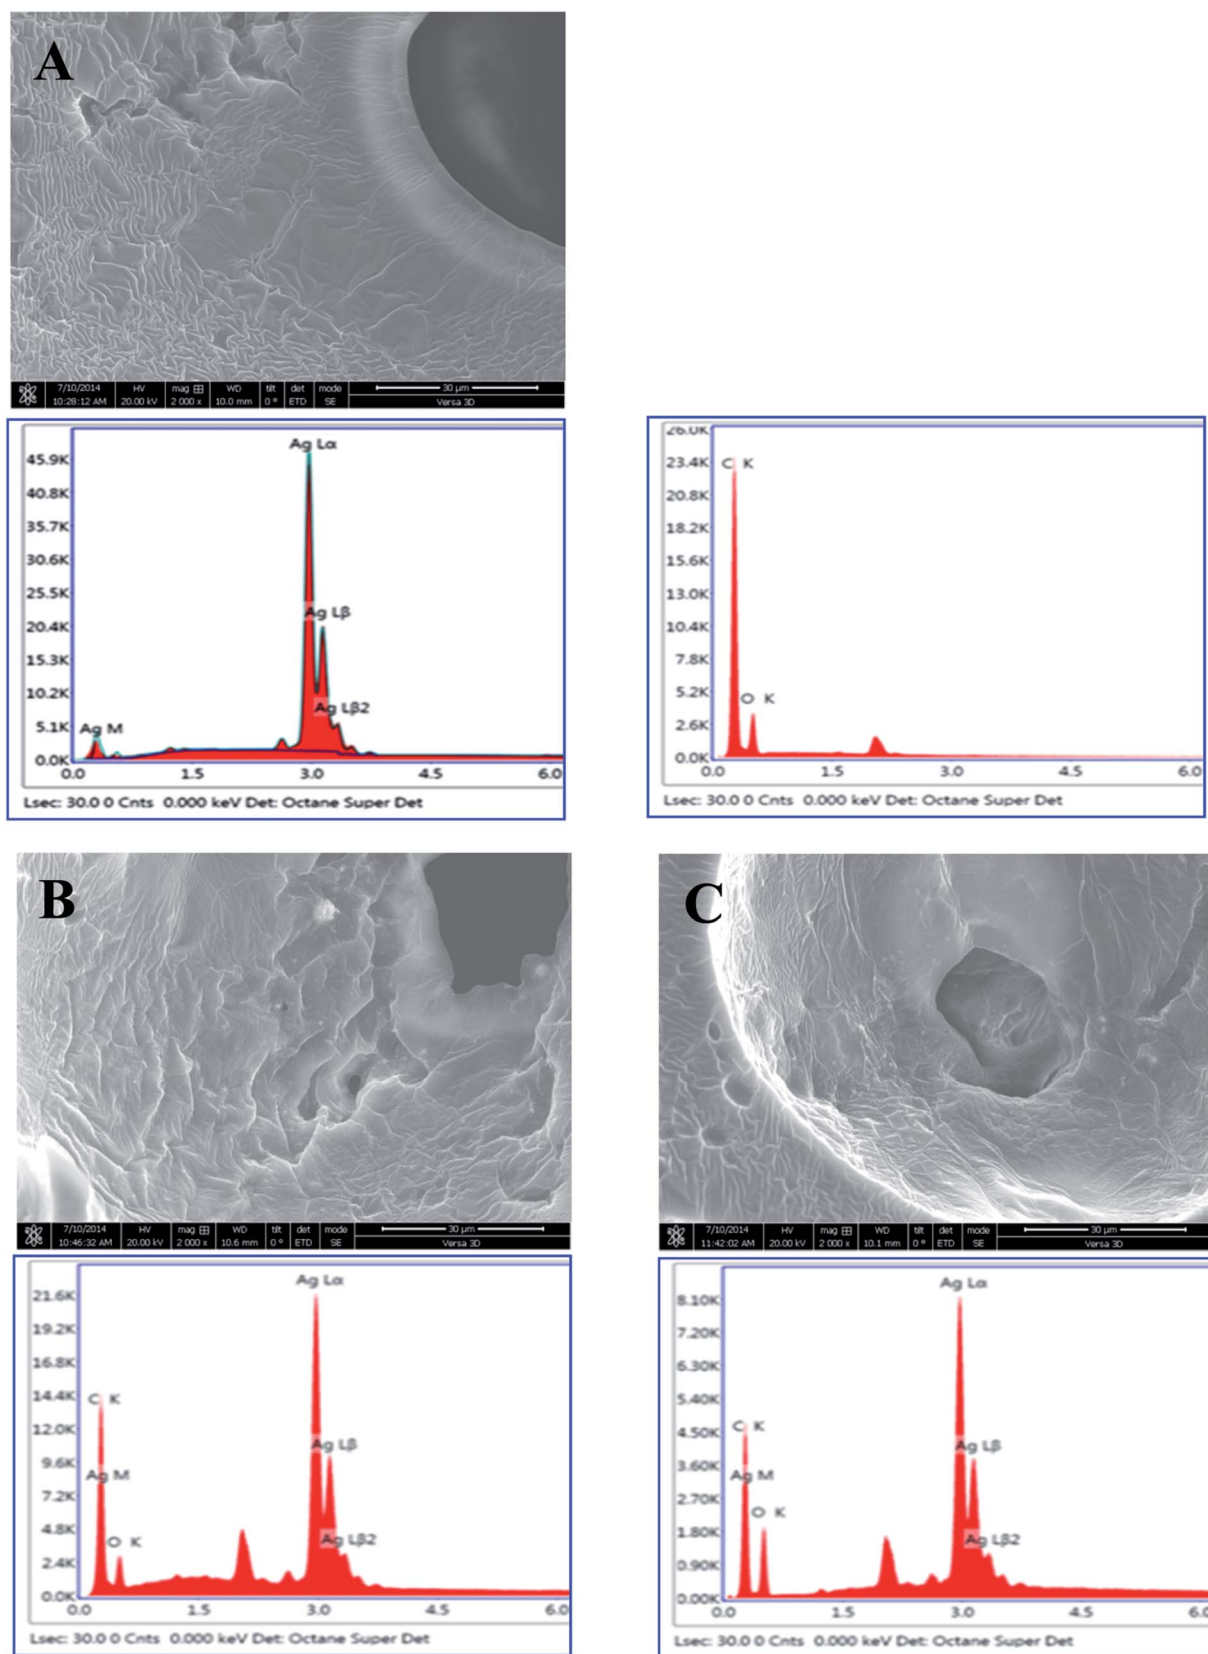 A
7/10/2014 HV mag WD tilt det mode 30 µm
10:28:12 AM 20.00 kV 2 000 x 10.0 mm 0 ° ETD SE Versa 3D
Ag Lα
45.9K
40.8K
35.7K
30.6K
25.5K
Ag Lβ
20.4K
15.3K
10.2K
Ag Lβ2
5.1K
Ag M
0.0K
0.0 1.5 3.0 4.5 6.0
Lsec: 30.0 0 Cnts 0.000 keV Det: Octane Super Det
26.0K
23.4K
C K
20.8K
18.2K
15.6K
13.0K
10.4K
7.8K
5.2K
O K
2.6K
0.0K
0.0 1.5 3.0 4.5 6.0
Lsec: 30.0 0 Cnts 0.000 keV Det: Octane Super Det
B
7/10/2014 HV mag WD tilt det mode 30 µm
10:46:32 AM 20.00 kV 2 000 x 10.6 mm 0 ° ETD SE Versa 3D
Ag Lα
21.6K
19.2K
16.8K
14.4K
C K
12.0K
Ag Lβ
9.6K
Ag M
7.2K
4.8K
O K
Ag Lβ2
2.4K
0.0K
0.0 1.5 3.0 4.5 6.0
Lsec: 30.0 0 Cnts 0.000 keV Det: Octane Super Det
C
7/10/2014 HV mag WD tilt det mode 30 µm
11:42:02 AM 20.00 kV 2 000 x 10.1 mm 0 ° ETD SE Versa 3D
Ag Lα
8.10K
7.20K
6.30K
5.40K
C K
4.50K
Ag Lβ
3.60K
Ag M
2.70K
O K
1.80K
Ag Lβ2
0.90K
0.00K
0.0 1.5 3.0 4.5 6.0
Lsec: 30.0 0 Cnts 0.000 keV Det: Octane Super Det